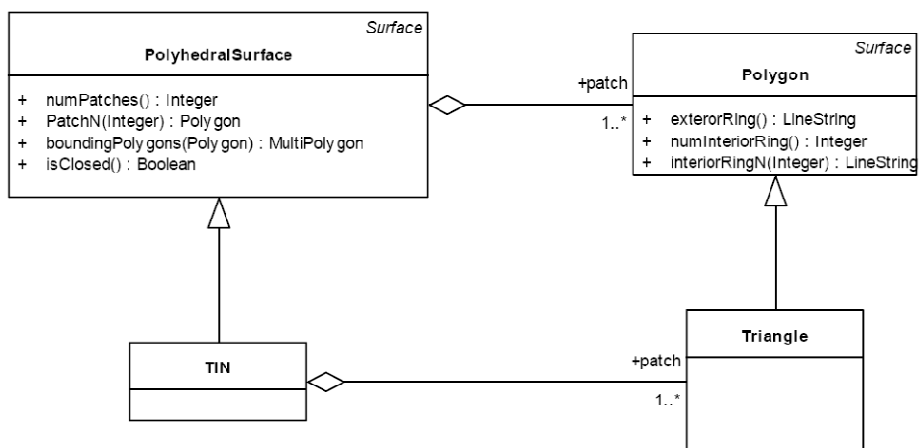 Surface
PolyhedralSurface
+ numPatches() : Integer
+ PatchN(Integer) : Polygon
+ boundingPolygons(Polygon) : MultiPolygon
+ isClosed() : Boolean
+patch
1..*
Surface
Polygon
+ exterorRing() : LineString
+ numInteriorRing() : Integer
+ interiorRingN(Integer) : LineString
TIN
+patch
1..*
Triangle